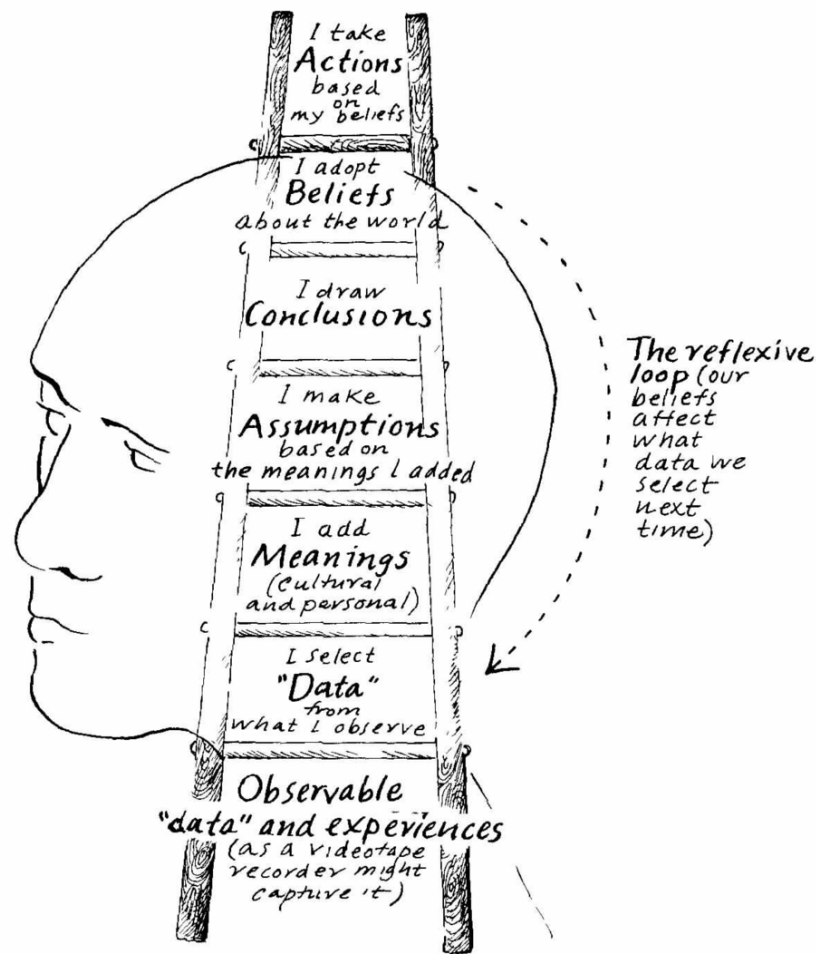 I take
Actions
based
on
my beliefs
I adopt
Beliefs
about the world
I draw
Conclusions
I make
Assumptions
based on
the meanings I added
I add
Meanings
(cultural
and personal)
I select
"Data"
from
what I observe
Observable
"data" and experiences
(as a videotape
recorder might
capture it)
The reflexive
loop (our
beliefs
affect
what
data we
select
next
time)